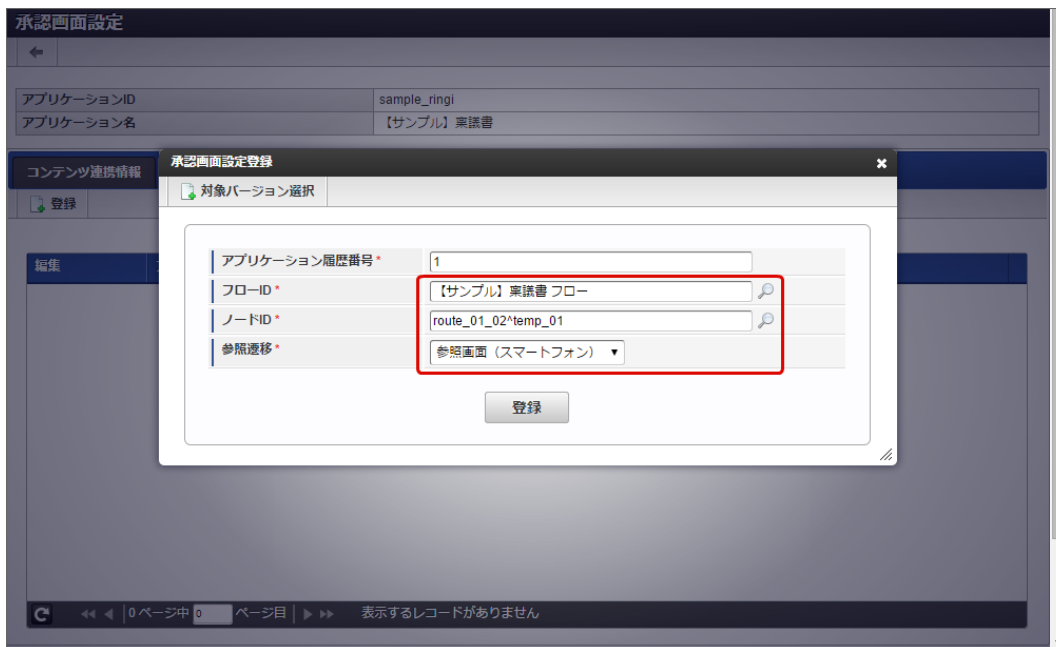 承認画面設定
アプリケーションID sample_ringi
アプリケーション名 【サンプル】稟議書
コンテンツ連携情報
登録
編集
承認画面設定登録
対象バージョン選択
アプリケーション履歴番号* 1
フローID* 【サンプル】稟議書 フロー
ノードID* route_01_02^temp_01
参照遷移* 参照画面（スマートフォン）
登録
0 ページ中 0 ページ目 表示するレコードがありません